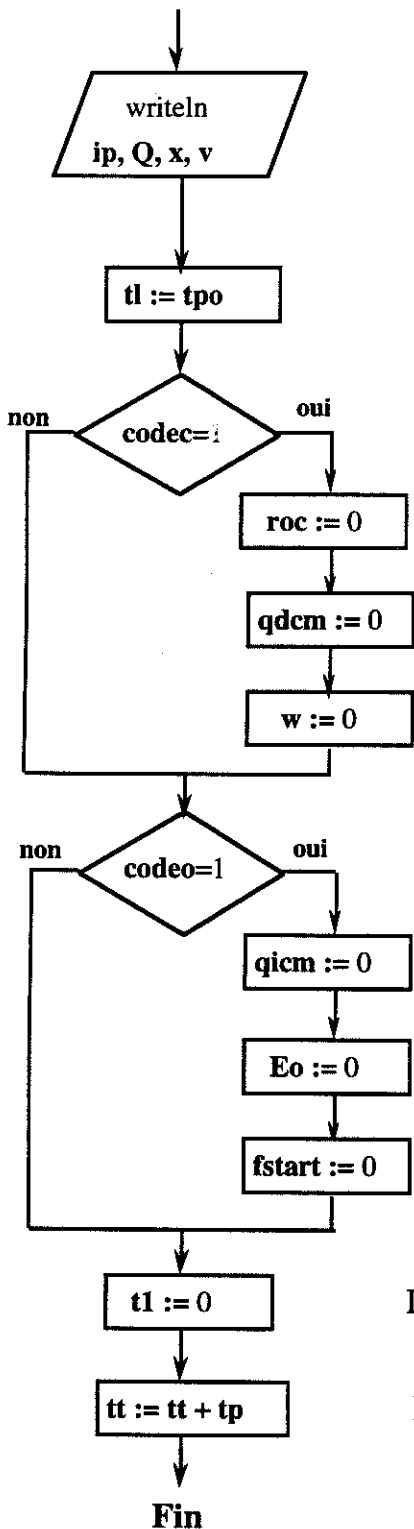 writeln
ip, Q, x, v
tl := tpo
non
oui
codec=1
roc := 0
qdcm := 0
w := 0
non
oui
codeo=1
qicm := 0
Eo := 0
fstart := 0
t1 := 0
tt := tt + tp
Fin